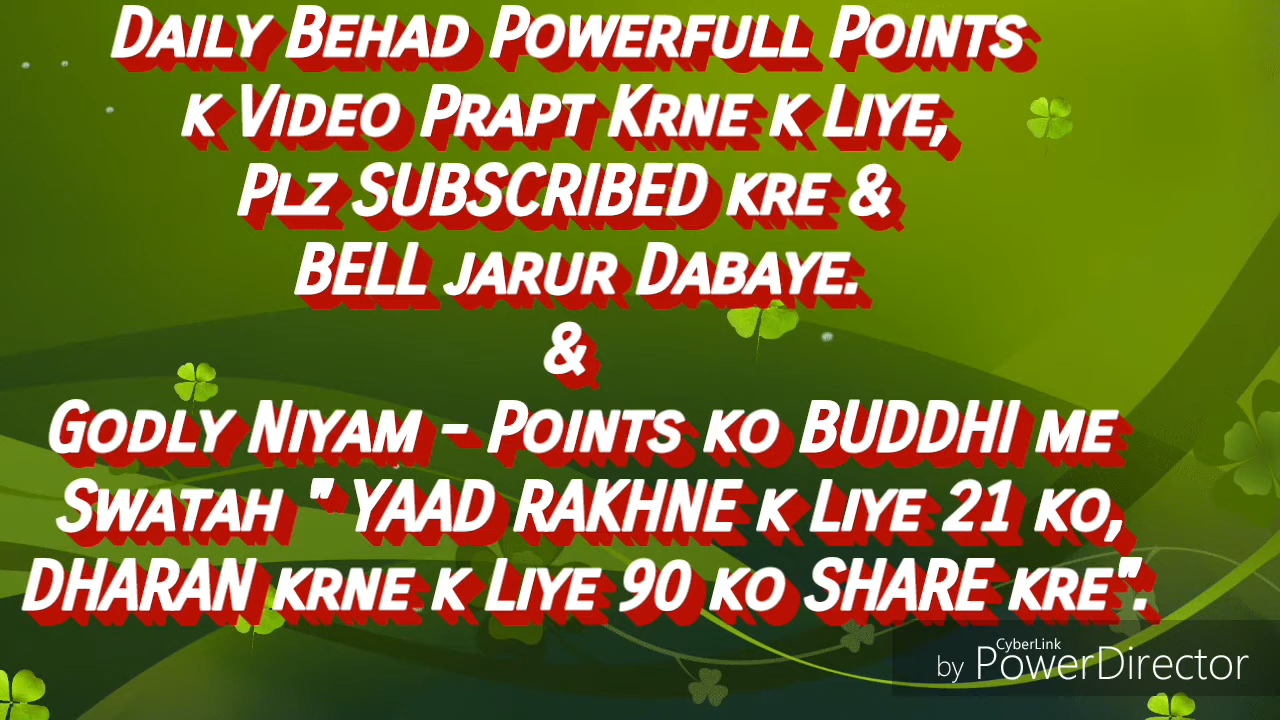 Daily Behad Powerfull Points
k Video Prapt Krne k Liye,
Plz SUBSCRIBED kre &
BELL jarur Dabaye.
&
Godly Niyam - Points ko BUDDHI me
Swatah " YAAD RAKHNE k Liye 21 ko,
DHARAN krne k Liye 90 ko SHARE kre".
CyberLink
by PowerDirector